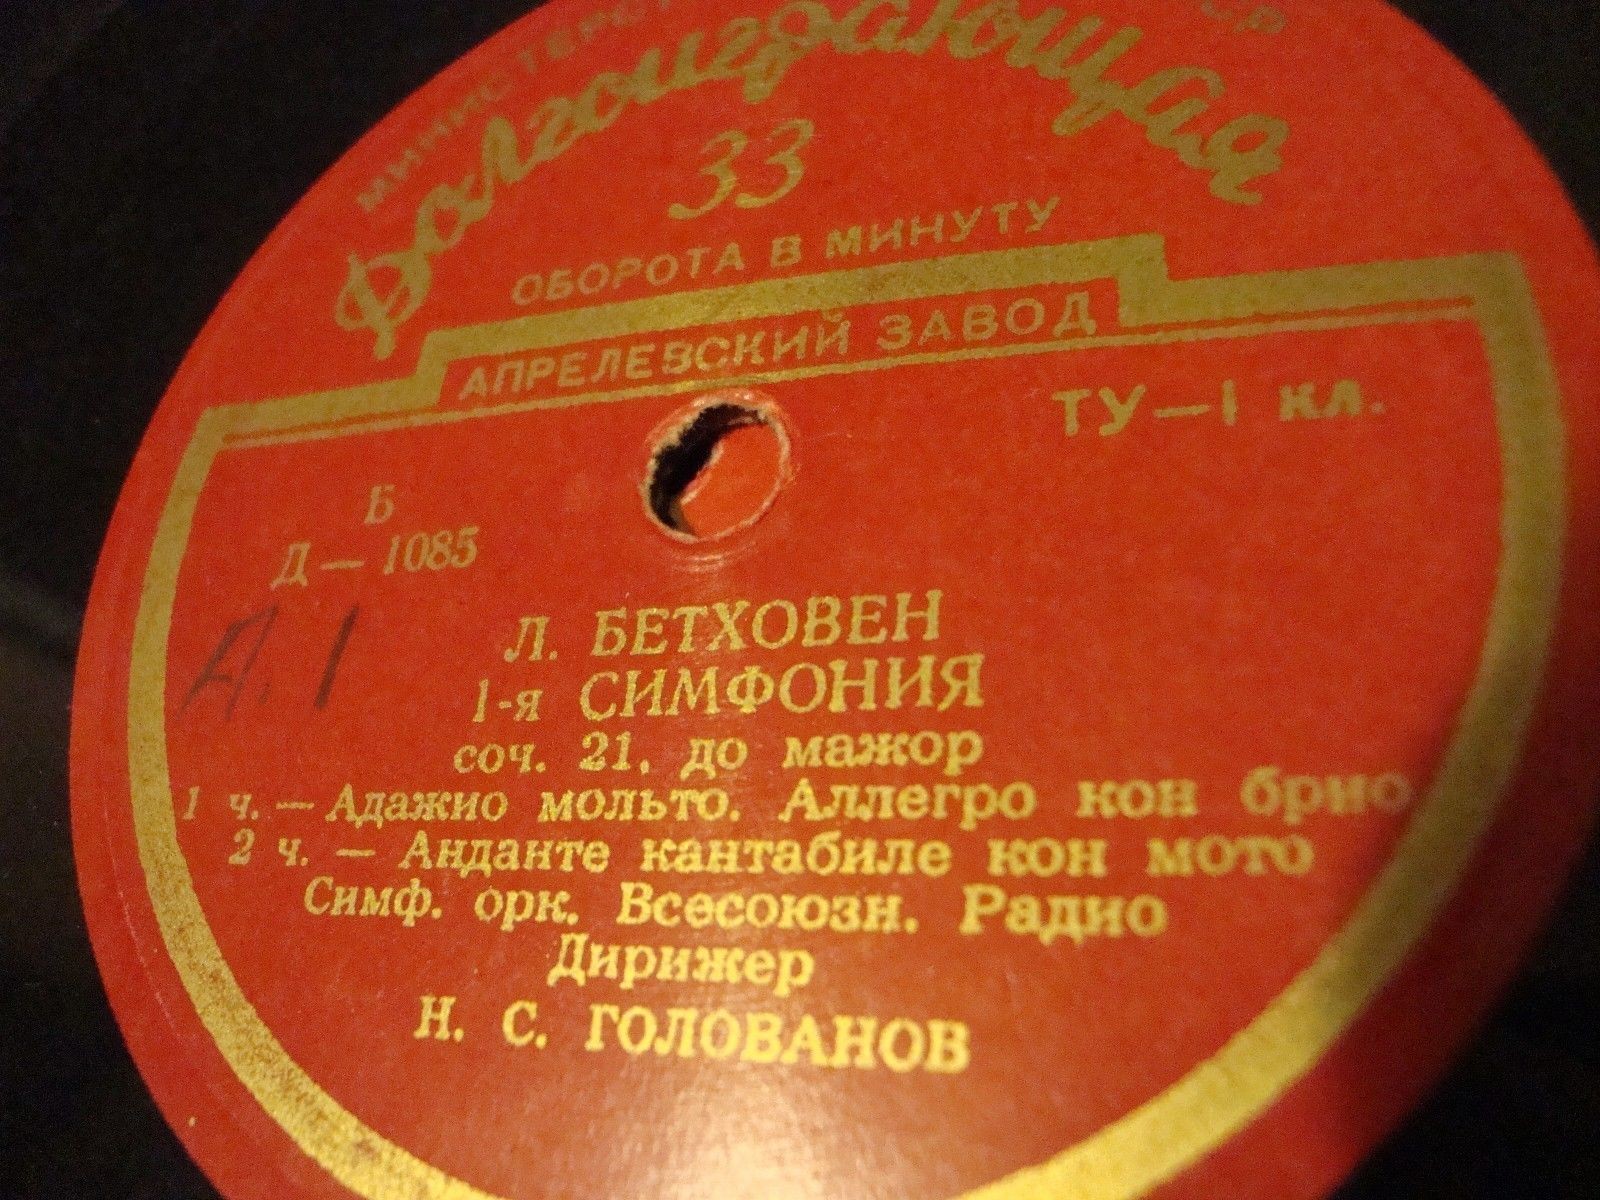 Долгоиграющая
33
ОБОРОТА В МИНУТУ
АПРЕЛЕВСКИЙ ЗАВОД
ТУ—1 кл.
Б
Д—1085
А.1
Л. БЕТХОВЕН
1-я СИМФОНИЯ
соч. 21, до мажор
1 ч. — Адажио мольто. Аллегро кон брио
2 ч. — Анданте кантабиле кон мото
Симф. орк. Всесоюзн. Радио
Дирижер
Н. С. ГОЛОВАНОВ